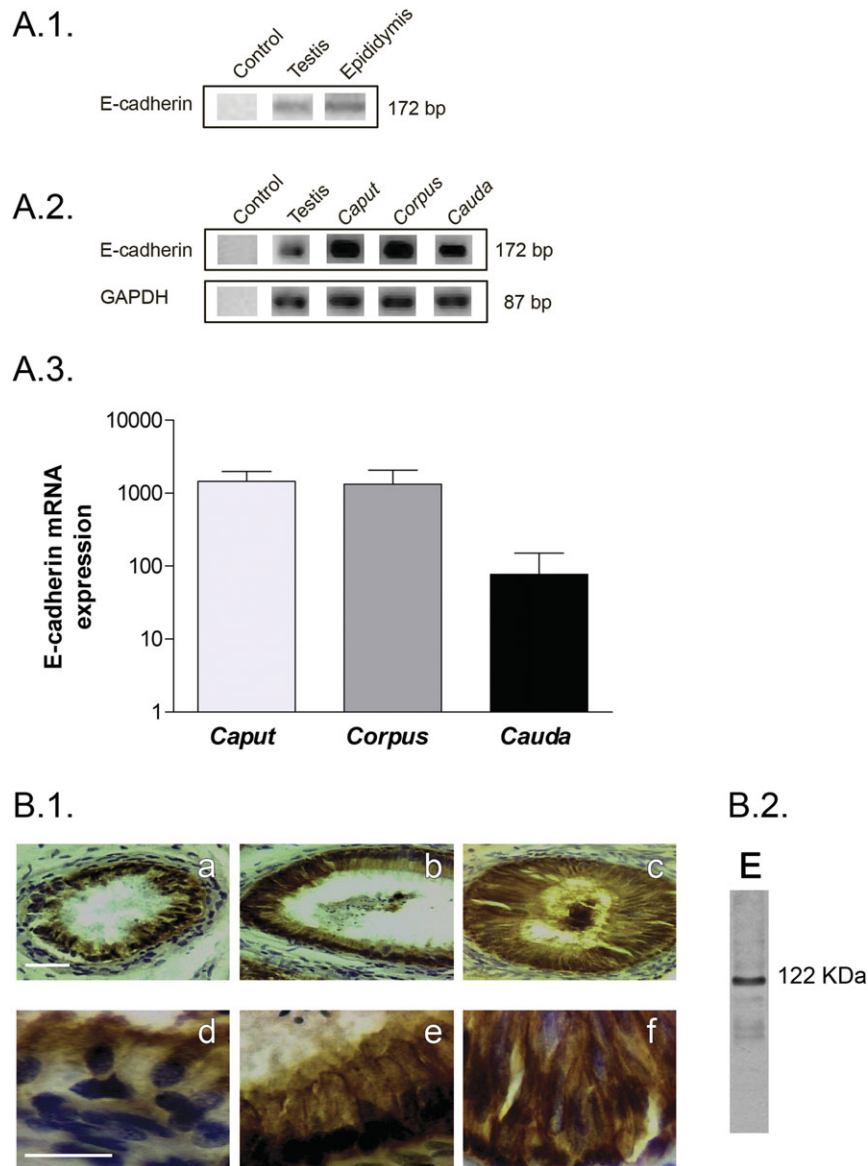 A.1.
Control Testis Epididymis
E-cadherin 172 bp
A.2.
Control Testis Caput Corpus Cauda
E-cadherin 172 bp
GAPDH 87 bp
A.3.
E-cadherin mRNA
expression
10000
1000
100
10
1
Caput Corpus Cauda
B.1.
a b c
d e f
B.2.
E
122 KDa